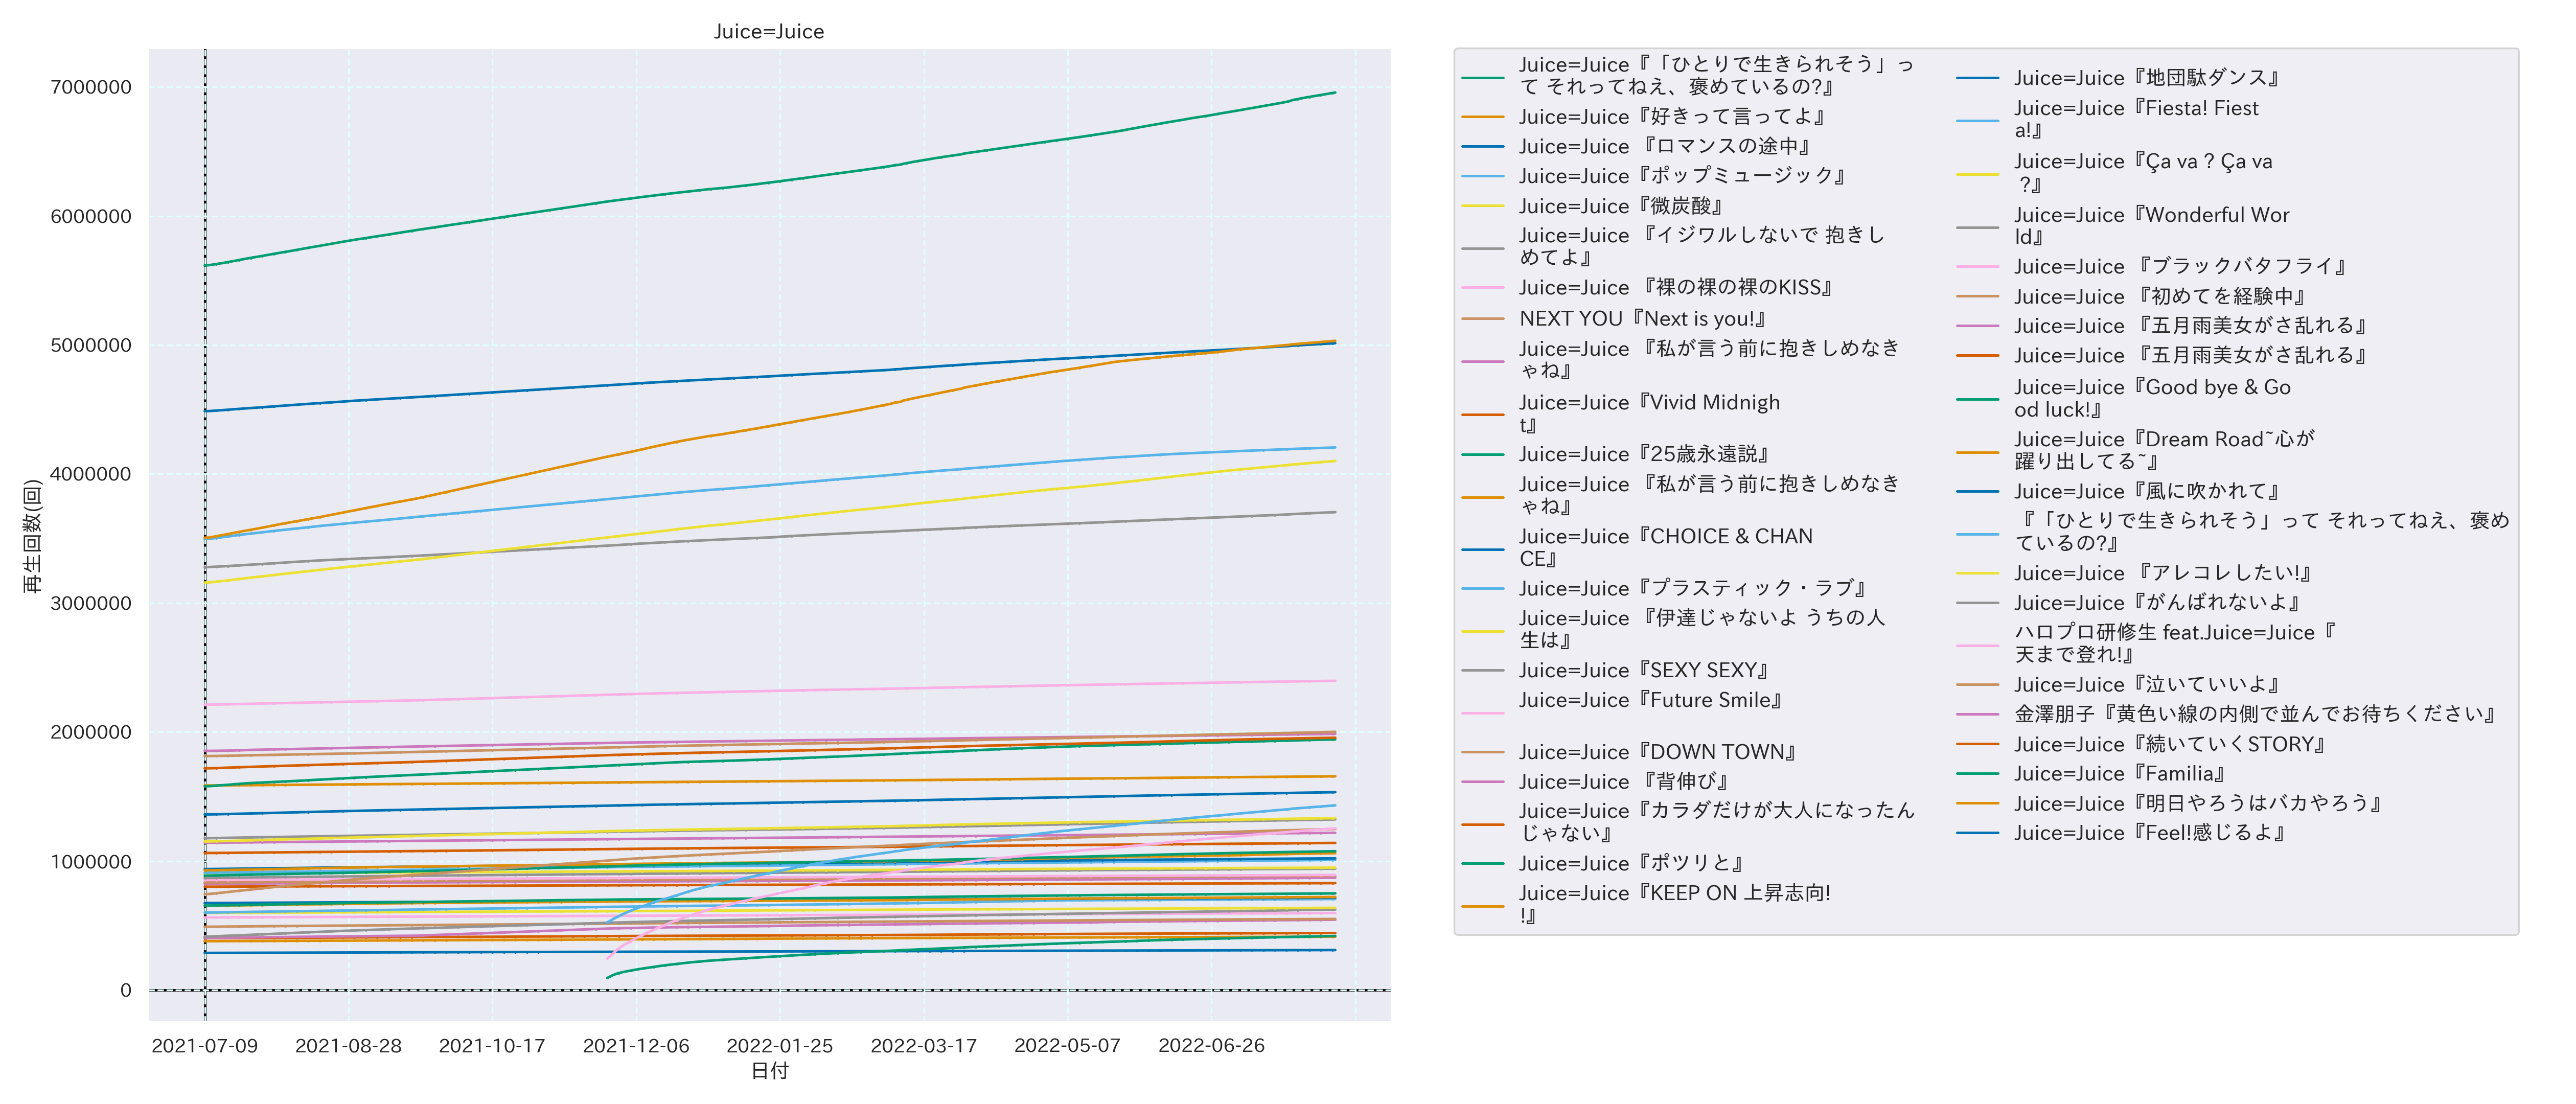 Juice=Juice
7000000
6000000
5000000
4000000
3000000
2000000
1000000
0
再生回数(回)
2021-07-09
2021-08-28
2021-10-17
2021-12-06
2022-01-25
2022-03-17
2022-05-07
2022-06-26
日付
Juice=Juice『「ひとりで生きられそう」っ
て それってねえ、褒めているの?』
Juice=Juice『好きって言ってよ』
Juice=Juice 『ロマンスの途中』
Juice=Juice『ポップミュージック』
Juice=Juice『微炭酸』
Juice=Juice 『イジワルしないで 抱きし
めてよ』
Juice=Juice 『裸の裸の裸のKISS』
NEXT YOU『Next is you!』
Juice=Juice 『私が言う前に抱きしめなき
ゃね』
Juice=Juice『Vivid Midnigh
t』
Juice=Juice『25歳永遠説』
Juice=Juice 『私が言う前に抱きしめなき
ゃね』
Juice=Juice『CHOICE & CHAN
CE』
Juice=Juice『プラスティック・ラブ』
Juice=Juice 『伊達じゃないよ うちの人
生は』
Juice=Juice『SEXY SEXY』
Juice=Juice『Future Smile』
Juice=Juice『DOWN TOWN』
Juice=Juice 『背伸び』
Juice=Juice『カラダだけが大人になったん
じゃない』
Juice=Juice『ポツリと』
Juice=Juice『KEEP ON 上昇志向!
!』
Juice=Juice『地団駄ダンス』
Juice=Juice『Fiesta! Fiest
a!』
Juice=Juice『Ça va ? Ça va
?』
Juice=Juice『Wonderful Wor
ld』
Juice=Juice 『ブラックバタフライ』
Juice=Juice 『初めてを経験中』
Juice=Juice 『五月雨美女がさ乱れる』
Juice=Juice 『五月雨美女がさ乱れる』
Juice=Juice『Good bye & Go
od luck!』
Juice=Juice『Dream Road~心が
躍り出してる~』
Juice=Juice『風に吹かれて』
『「ひとりで生きられそう」って それってねえ、褒め
ているの?』
Juice=Juice 『アレコレしたい!』
Juice=Juice『がんばれないよ』
ハロプロ研修生 feat.Juice=Juice『
天まで登れ!』
Juice=Juice『泣いていいよ』
金澤朋子『黄色い線の内側で並んでお待ちください』
Juice=Juice『続いていくSTORY』
Juice=Juice『Familia』
Juice=Juice『明日やろうはバカやろう』
Juice=Juice『Feel!感じるよ』